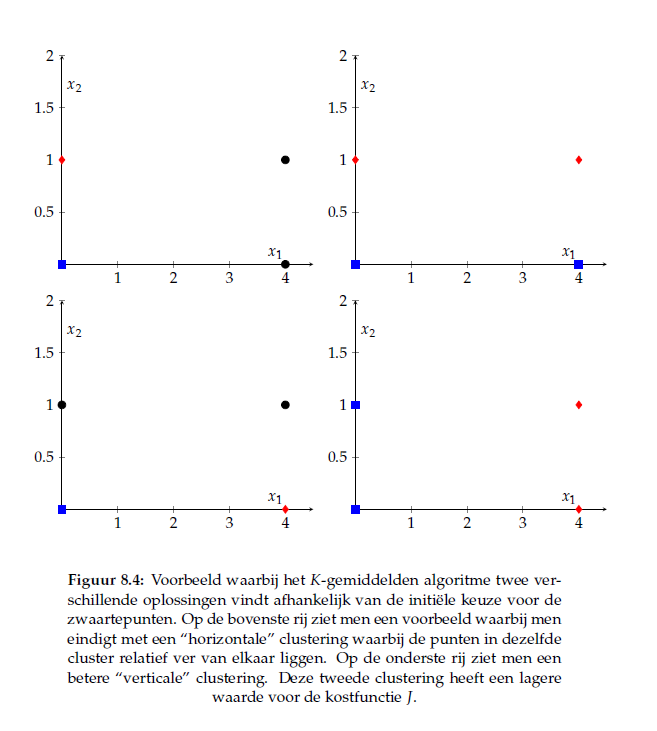 2
x2
1.5
1
0.5
x1
1 2 3 4
2
x2
1.5
1
0.5
x1
1 2 3 4
2
x2
1.5
1
0.5
x1
1 2 3 4
2
x2
1.5
1
0.5
x1
1 2 3 4
Figuur 8.4: Voorbeeld waarbij het K-gemiddelden algoritme twee ver-
schillende oplossingen vindt afhankelijk van de initiële keuze voor de
zwaartepunten. Op de bovenste rij ziet men een voorbeeld waarbij men
eindigt met een “horizontale” clustering waarbij de punten in dezelfde
cluster relatief ver van elkaar liggen. Op de onderste rij ziet men een
betere “verticale” clustering. Deze tweede clustering heeft een lagere
waarde voor de kostfunctie J.